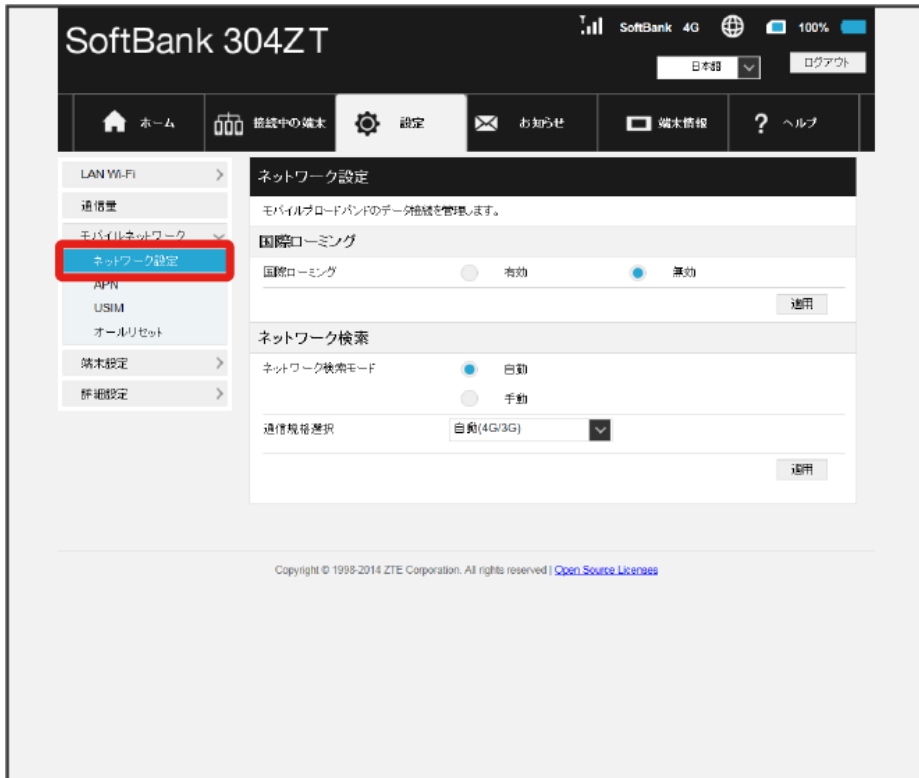 SoftBank 304ZT
SoftBank 4G 100%
日本語 ログアウト
ホーム 接続中の端末 設定 お知らせ 端末情報 ? ヘルプ
LAN Wi-Fi
通信量
モバイルネットワーク
ネットワーク設定
APN
USIM
オールリセット
端末設定
詳細設定
ネットワーク設定
モバイルブロードバンドのデータ接続を管理します。
国際ローミング
国際ローミング 有効 無効
適用
ネットワーク検索
ネットワーク検索モード 自動
手動
通信規格選択 自動(4G/3G)
適用
Copyright © 1998-2014 ZTE Corporation. All rights reserved | Open Source Licenses